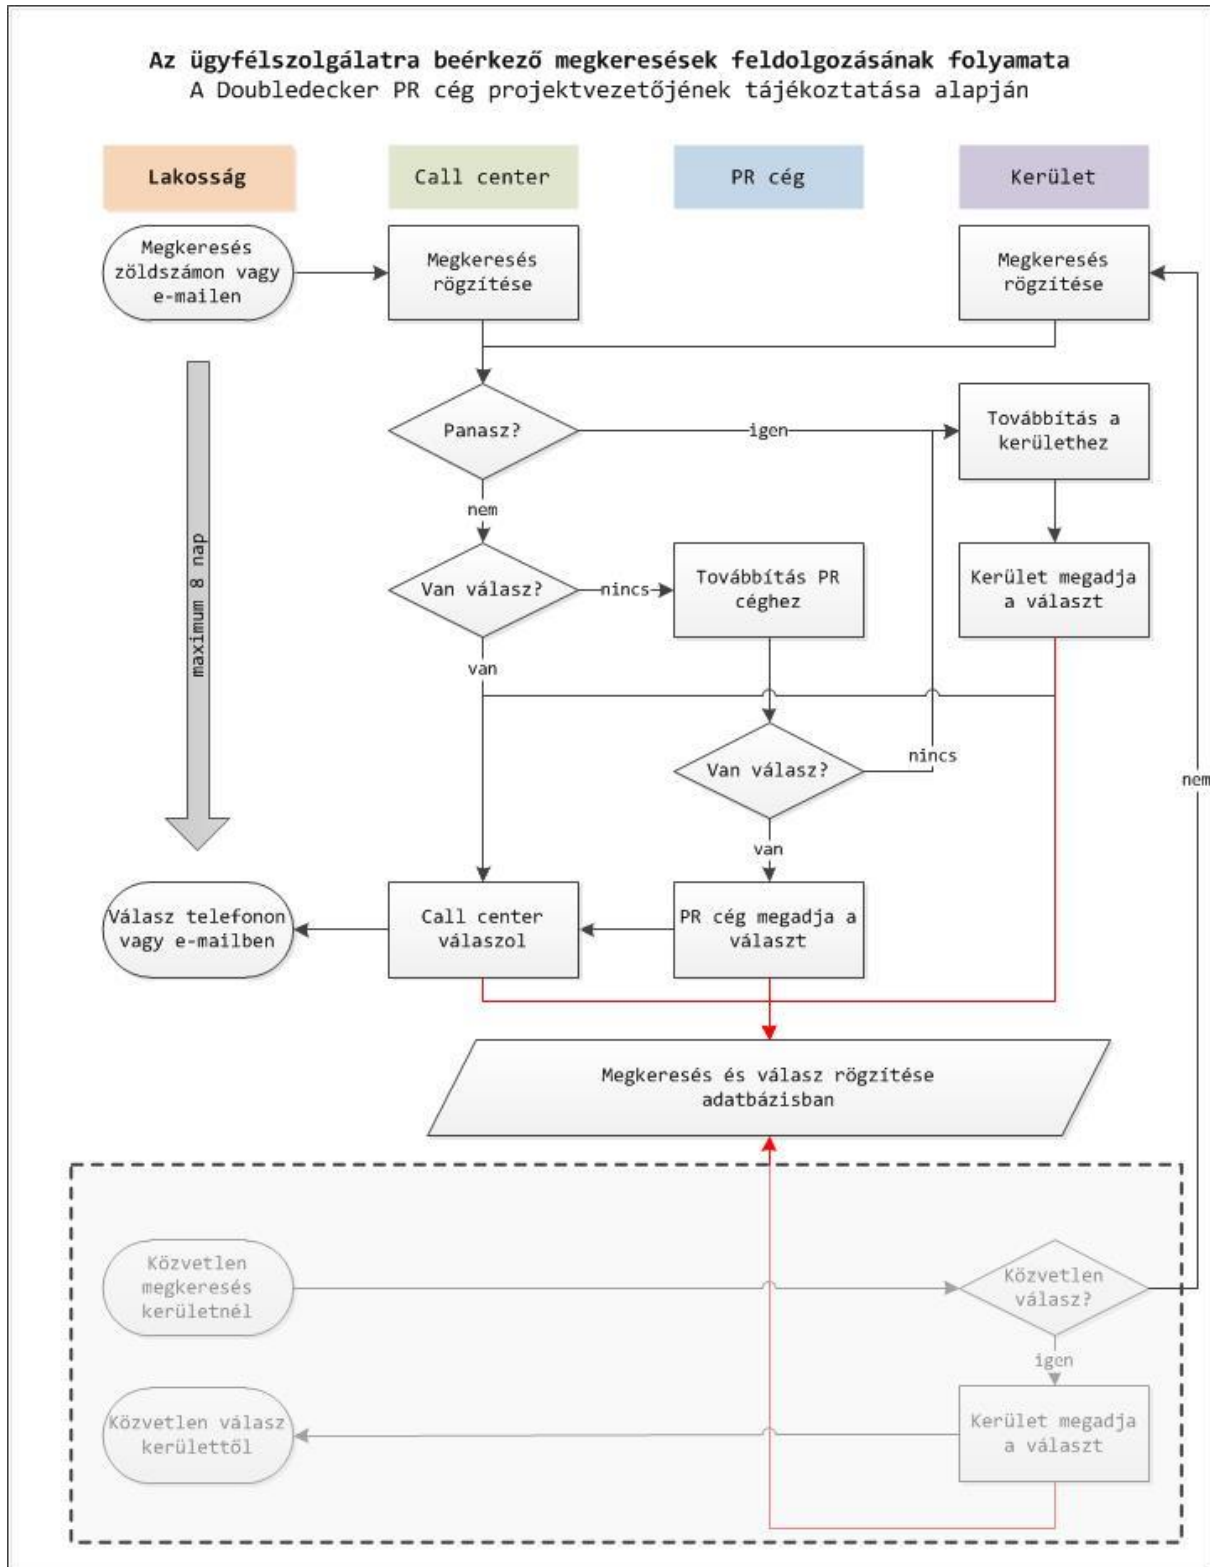 Az ügyfélszolgálatra beérkező megkeresések feldolgozásának folyamata
A Doubledecker PR cég projektvezetőjének tájékoztatása alapján
Lakosság
Call center
PR cég
Kerület
Megkeresés
zöldszámon vagy
e-mailen
Megkeresés
rögzítése
Megkeresés
rögzítése
Panasz?
igen
Továbbítás a
kerülethez
nem
maximum 8 nap
Van válasz?
nincs
Továbbítás PR
céghez
Kerület megadja
a választ
van
Van válasz?
nincs
nem
van
Válasz telefonon
vagy e-mailben
Call center
válaszol
PR cég megadja a
választ
Megkeresés és válasz rögzítése
adatbázisban
Közvetlen
megkeresés
kerületnél
Közvetlen
válasz?
igen
Közvetlen válasz
kerülettől
Kerület megadja
a választ